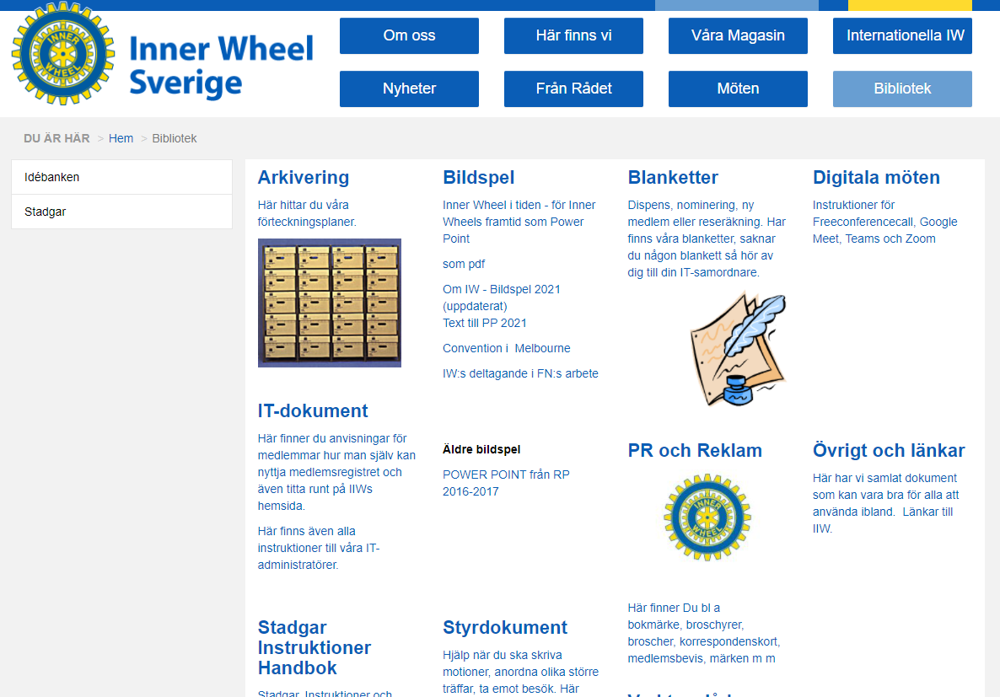 Inner Wheel
Sverige
Om oss
Här finns vi
Våra Magasin
Internationella IW
Nyheter
Från Rådet
Möten
Bibliotek
DU ÄR HÄR > Hem > Bibliotek
Idébanken
Stadgar
Arkivering
Här hittar du våra
förteckningsplaner.
IT-dokument
Här finner du anvisningar för
medlemmar hur man själv kan
nyttja medlemsregistret och
även titta runt på IIWs
hemsida.
Här finns även alla
instruktioner till våra IT-
administratörer.
Stadgar
Instruktioner
Handbok
Stadgar, Instruktioner och
Bildspel
Inner Wheel i tiden - för Inner
Wheels framtid som Power
Point
som pdf
Om IW - Bildspel 2021
(uppdaterat)
Text till PP 2021
Convention i  Melbourne
IW:s deltagande i FN:s arbete
Äldre bildspel
POWER POINT från RP
2016-2017
Styrdokument
Hjälp när du ska skriva
motioner, anordna olika större
träffar, ta emot besök. Här
Blanketter
Dispens, nominering, ny
medlem eller reseräkning. Har
finns våra blanketter, saknar
du någon blankett så hör av
dig till din IT-samordnare.
PR och Reklam
INNER
WHEEL
Här finner Du bl a
bokmärke, broschyrer,
broscher, korrespondenskort,
medlemsbevis, märken m m
Digitala möten
Instruktioner för
Freeconferencecall, Google
Meet, Teams och Zoom
Övrigt och länkar
Här har vi samlat dokument
som kan vara bra för alla att
använda ibland.  Länkar till
IIW.
INNER
WHEEL